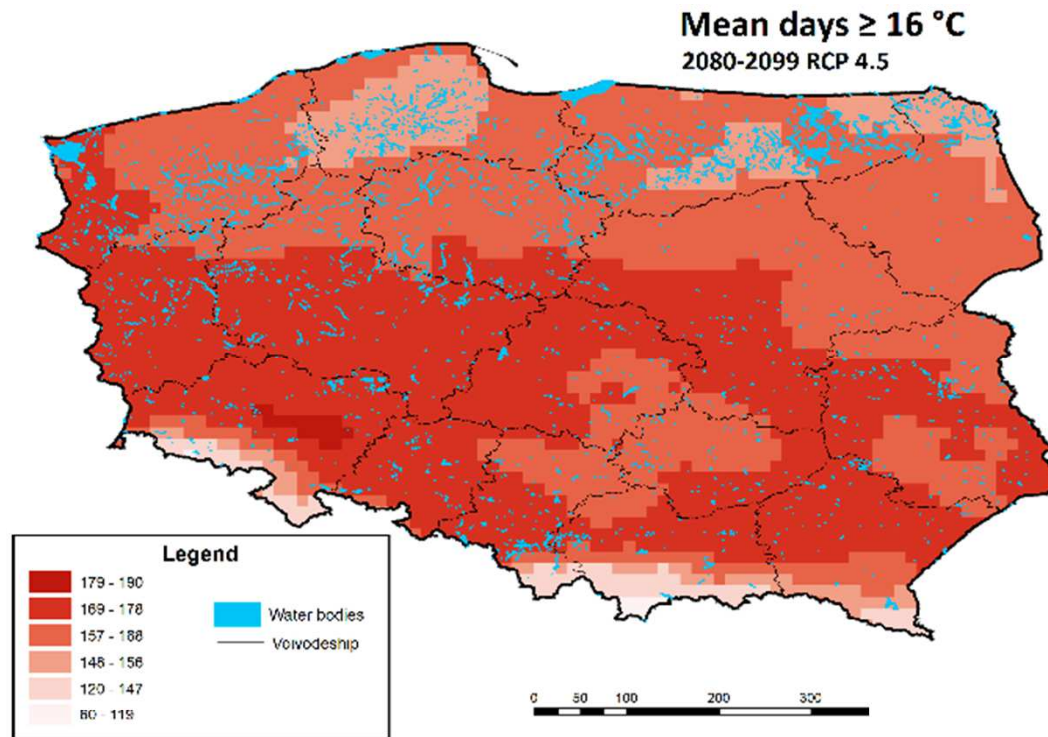 Mean days ≥ 16 °C
2080-2099 RCP 4.5
Legend
179 - 190
169 - 178
157 - 168
148 - 156
120 - 147
60 - 119
Water bodies
Voivodeship
0 50 100 200 300